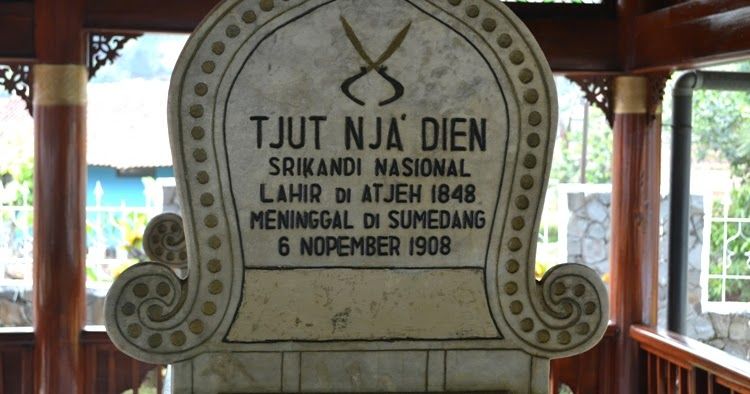 TJUT NJA' DIEN
SRIKANDI NASIONAL
LAHIR di ATJEH 1848
MENINGGAL di SUMEDANG
6 NOPEMBER 1908